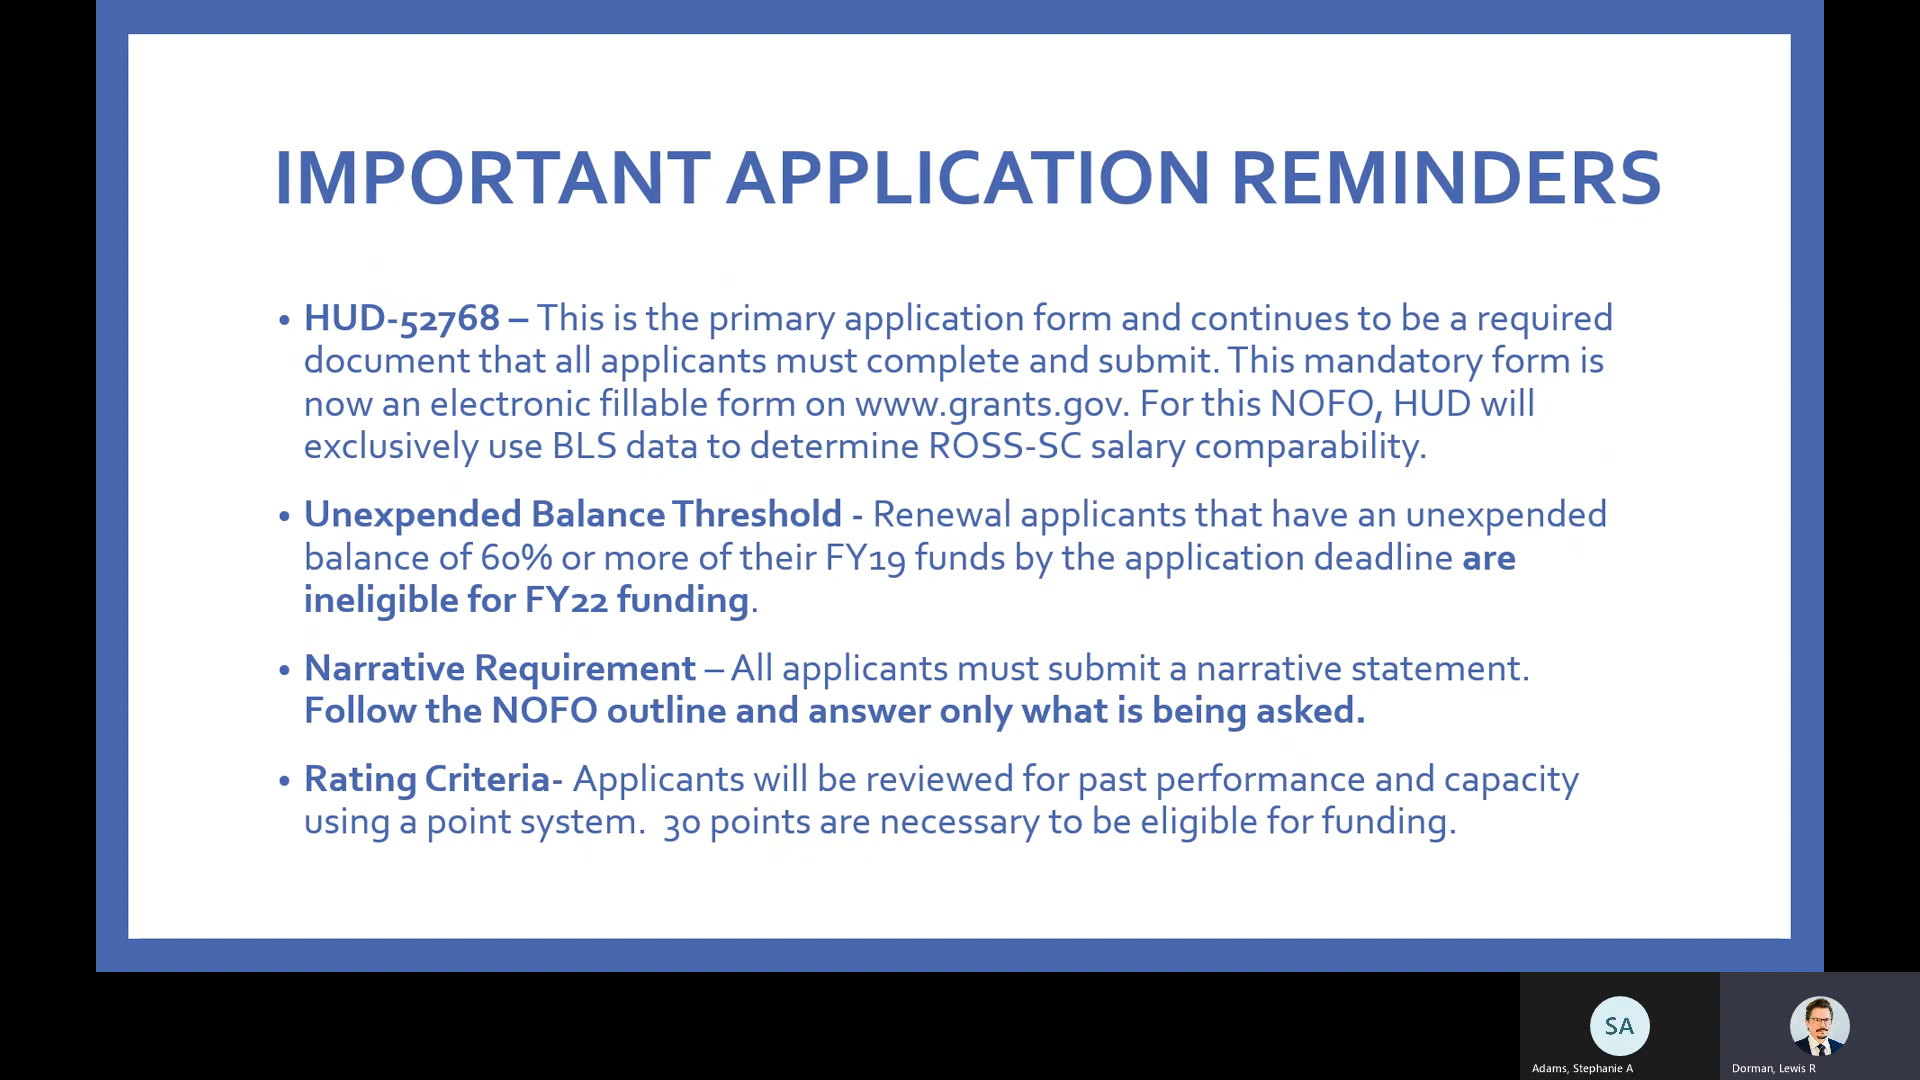 IMPORTANT APPLICATION REMINDERS
• HUD-52768 – This is the primary application form and continues to be a required
document that all applicants must complete and submit. This mandatory form is
now an electronic fillable form on www.grants.gov. For this NOFO, HUD will
exclusively use BLS data to determine ROSS-SC salary comparability.
• Unexpended Balance Threshold - Renewal applicants that have an unexpended
balance of 60% or more of their FY19 funds by the application deadline are
ineligible for FY22 funding.
• Narrative Requirement – All applicants must submit a narrative statement.
Follow the NOFO outline and answer only what is being asked.
• Rating Criteria- Applicants will be reviewed for past performance and capacity
using a point system.  30 points are necessary to be eligible for funding.
SA
Adams, Stephanie A
Dorman, Lewis R